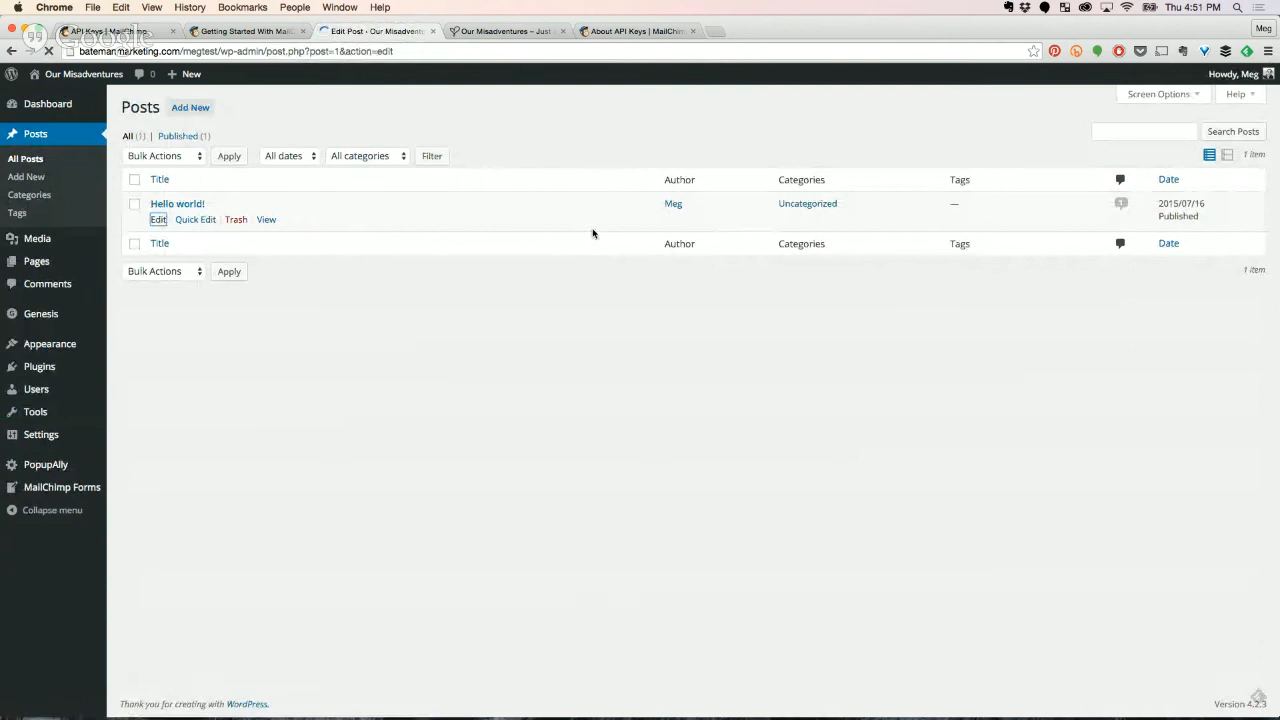 Chrome File Edit View History Bookmarks People Window Help Thu 4:51 PM
API Keys | MailChimp Getting Started With MailC Edit Post ‹ Our Misadventu Our Misadventures – Just a About API Keys | MailChim Meg
Google
batemanmarketing.com/megtest/wp-admin/post.php?post=1&action=edit
Our Misadventures 0 New Howdy, Meg
Screen Options Help
Dashboard
Posts
All Posts
Add New
Categories
Tags
Media
Pages
Comments
Genesis
Appearance
Plugins
Users
Tools
Settings
PopupAlly
MailChimp Forms
Collapse menu
Posts Add New
All (1) | Published (1)
Search Posts
Bulk Actions Apply All dates All categories Filter 1 item
Title Author Categories Tags Date
Hello world! Meg Uncategorized — 1 2015/07/16
Published
Edit Quick Edit | Trash | View
Title Author Categories Tags Date
Bulk Actions Apply 1 item
Thank you for creating with WordPress. Version 4.2.3